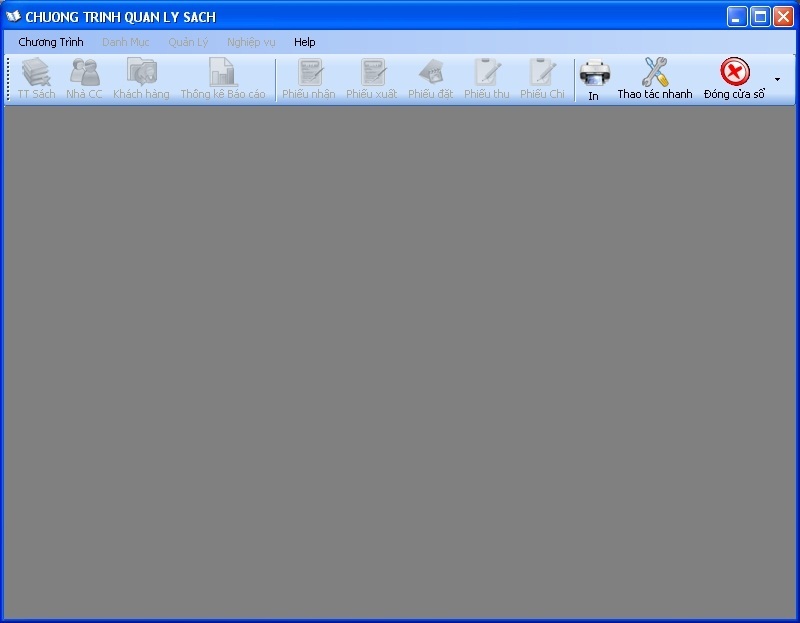 CHUONG TRINH QUAN LY SACH
Chương Trình Danh Mục Quản Lý Nghiệp vụ Help
TT Sách Nhà CC Khách hàng Thống kê Báo cáo Phiếu nhận Phiếu xuất Phiếu đặt Phiếu thu Phiếu Chi In Thao tác nhanh Đóng cửa sổ